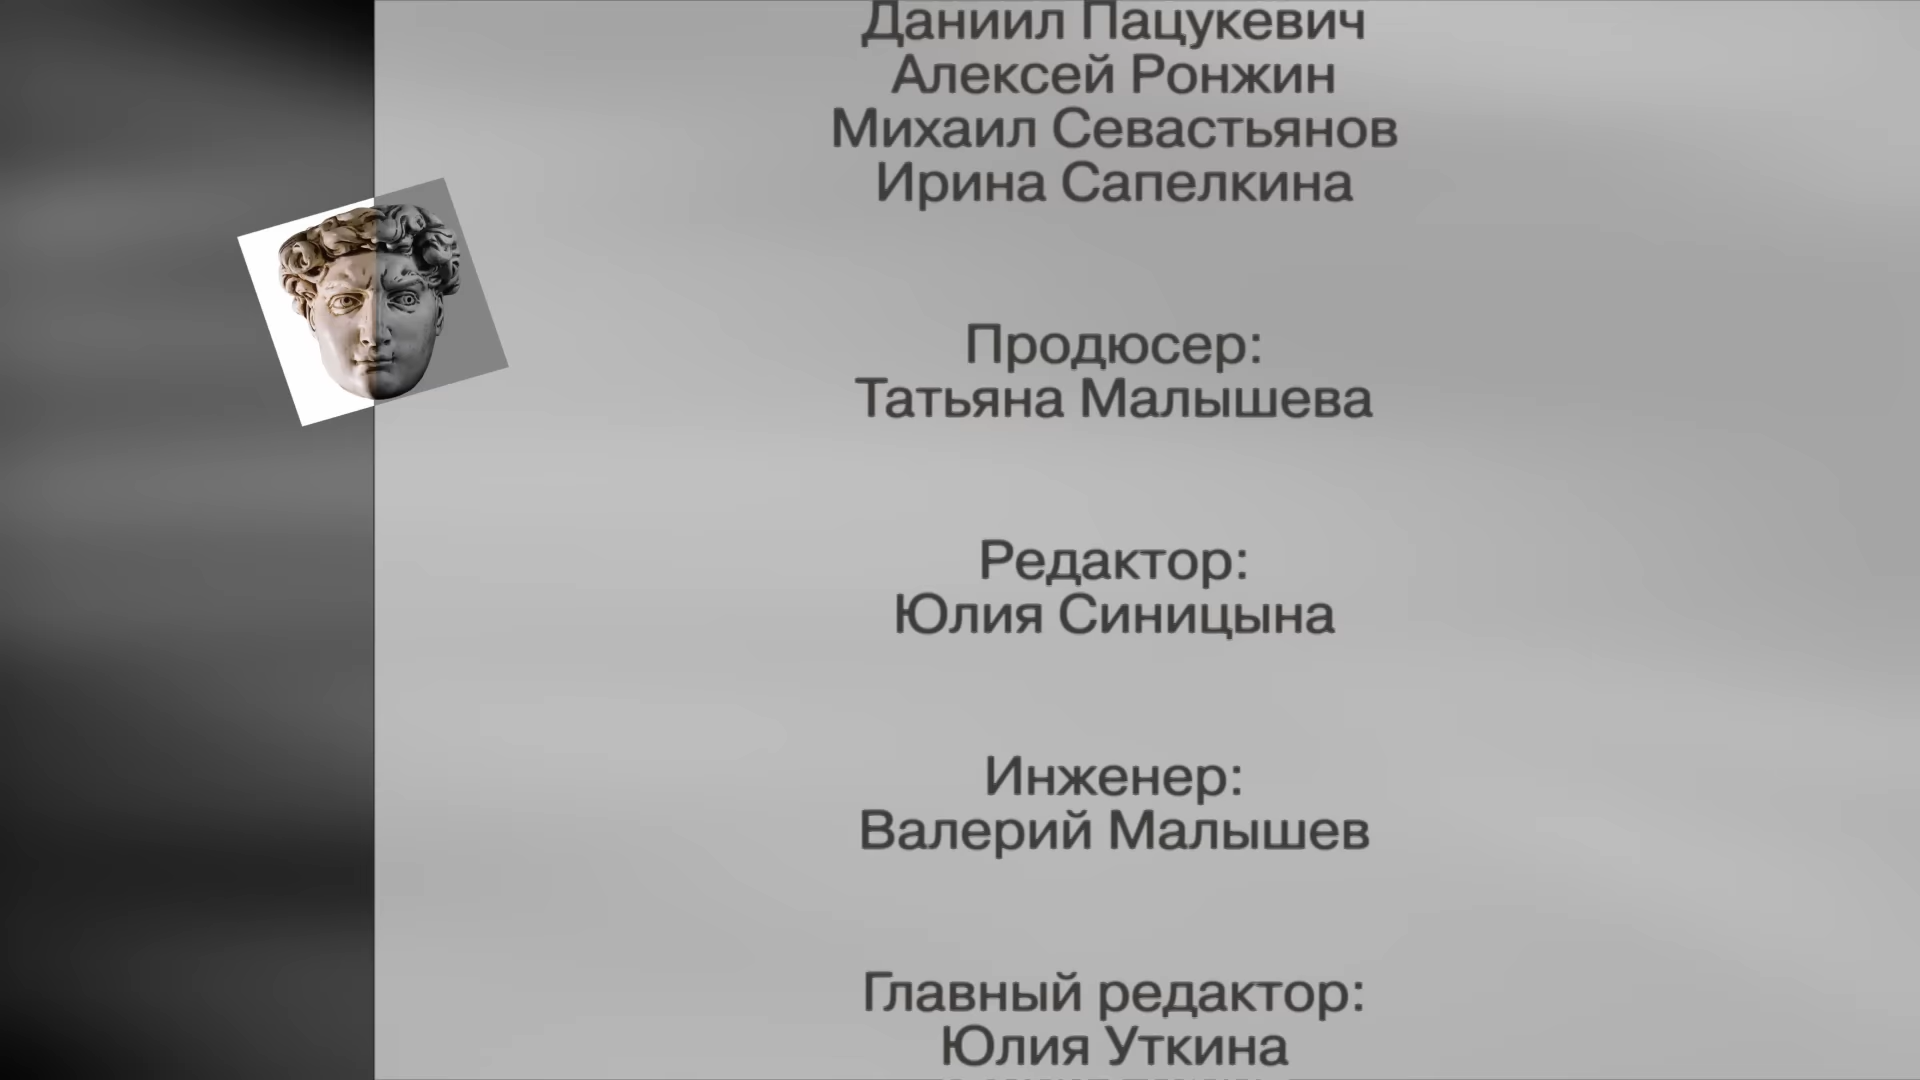 Даниил Пацукевич
Алексей Ронжин
Михаил Севастьянов
Ирина Сапелкина
Продюсер:
Татьяна Малышева
Редактор:
Юлия Синицына
Инженер:
Валерий Малышев
Главный редактор:
Юлия Уткина